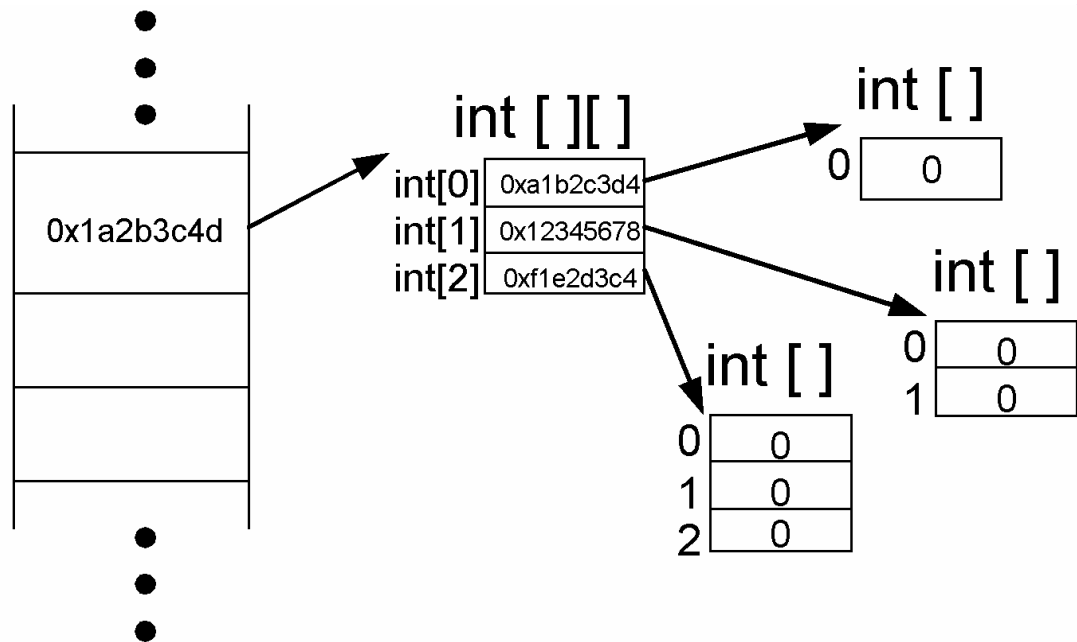 0x1a2b3c4d
int [ ][ ]
int[0] 0xa1b2c3d4
int[1] 0x12345678
int[2] 0xf1e2d3c4
int [ ]
0 0
int [ ]
0 0
1 0
int [ ]
0 0
1 0
2 0